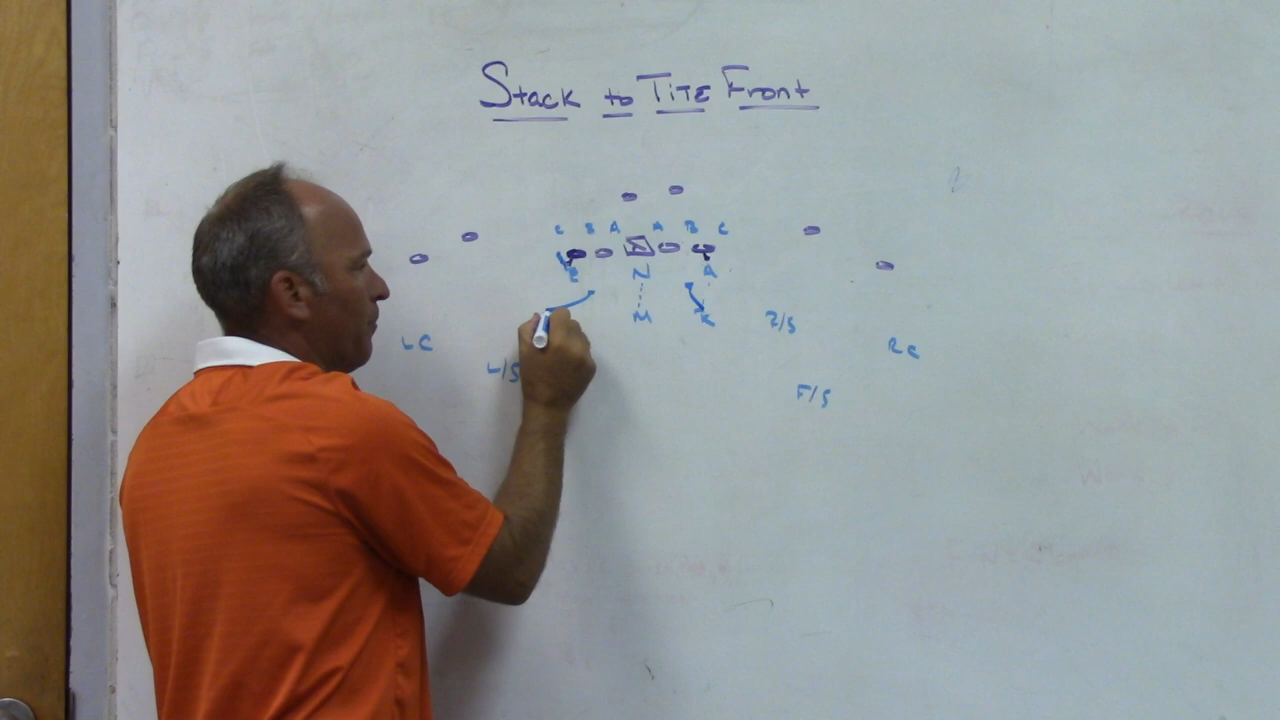 Stack to TITE Front
C B A A B C
E N A
M K R/S
LC RC
L/S
F/S